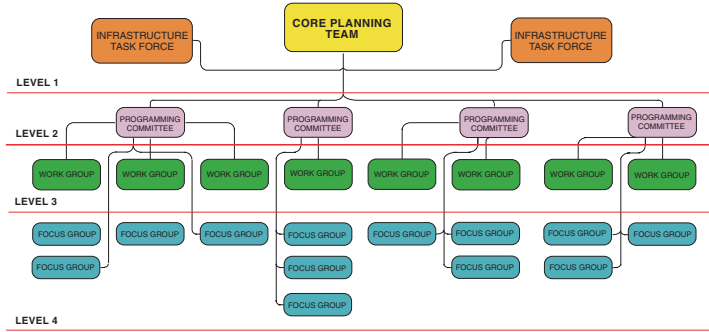 CORE PLANNING
TEAM
INFRASTRUCTURE
TASK FORCE
INFRASTRUCTURE
TASK FORCE
LEVEL 1
PROGRAMMING
COMMITTEE
PROGRAMMING
COMMITTEE
PROGRAMMING
COMMITTEE
PROGRAMMING
COMMITTEE
LEVEL 2
WORK GROUP
WORK GROUP
WORK GROUP
WORK GROUP
WORK GROUP
WORK GROUP
WORK GROUP
WORK GROUP
LEVEL 3
FOCUS GROUP
FOCUS GROUP
FOCUS GROUP
FOCUS GROUP
FOCUS GROUP
FOCUS GROUP
FOCUS GROUP
FOCUS GROUP
FOCUS GROUP
FOCUS GROUP
FOCUS GROUP
FOCUS GROUP
FOCUS GROUP
LEVEL 4